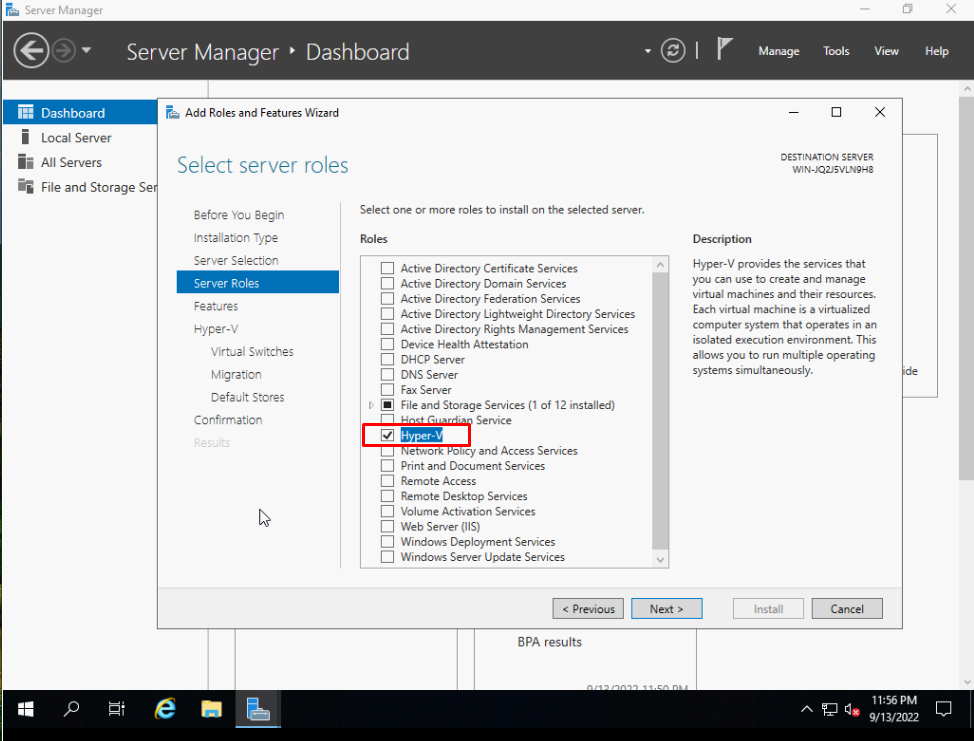 Server Manager
Server Manager ‣ Dashboard
Manage Tools View Help
Dashboard
Local Server
All Servers
File and Storage Ser
Add Roles and Features Wizard
Select server roles
DESTINATION SERVER
WIN-JQ2J5VLN9H8
Before You Begin
Installation Type
Server Selection
Server Roles
Features
Hyper-V
Virtual Switches
Migration
Default Stores
Confirmation
Results
Select one or more roles to install on the selected server.
Roles
Active Directory Certificate Services
Active Directory Domain Services
Active Directory Federation Services
Active Directory Lightweight Directory Services
Active Directory Rights Management Services
Device Health Attestation
DHCP Server
DNS Server
Fax Server
File and Storage Services (1 of 12 installed)
Host Guardian Service
Hyper-V
Network Policy and Access Services
Print and Document Services
Remote Access
Remote Desktop Services
Volume Activation Services
Web Server (IIS)
Windows Deployment Services
Windows Server Update Services
Description
Hyper-V provides the services that
you can use to create and manage
virtual machines and their resources.
Each virtual machine is a virtualized
computer system that operates in an
isolated execution environment. This
allows you to run multiple operating
systems simultaneously.
ide
< Previous Next > Install Cancel
BPA results
9/13/2022 11:50 PM
11:56 PM
9/13/2022